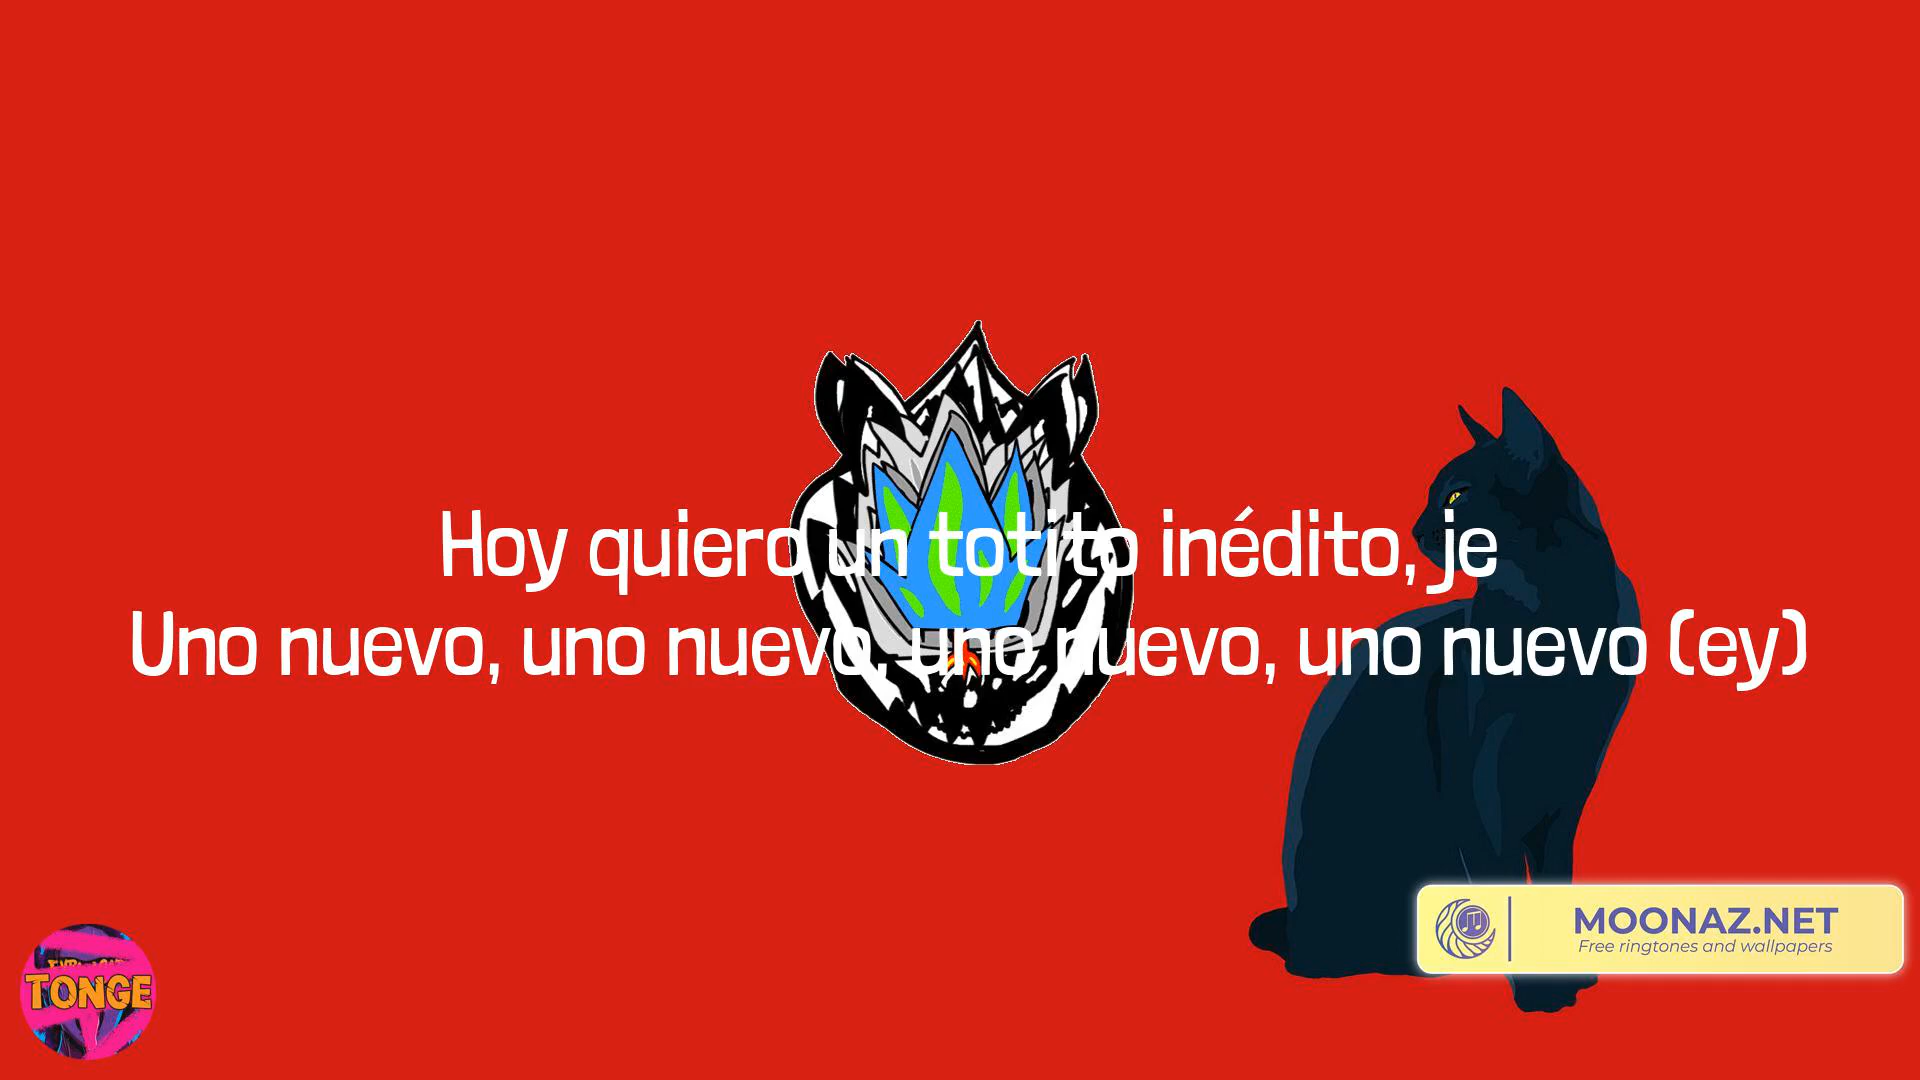 Hoy quiero un totito inédito, je
Uno nuevo, uno nuevo, uno nuevo, uno nuevo (ey)
MOONAZ.NET
Free ringtones and wallpapers
TONGE